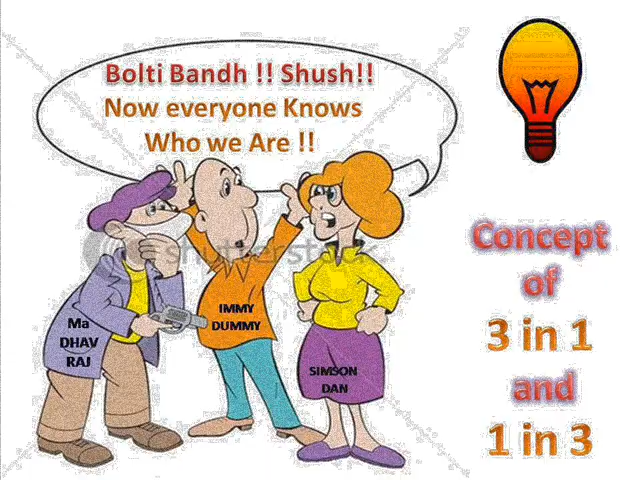 Bolti Bandh !! Shush!!
Now everyone Knows
Who we Are !!
shutterstock
Ma
DHAV
RAJ
IMMY
DUMMY
SIMSON
DAN
Concept
of
3 in 1
and
1 in 3